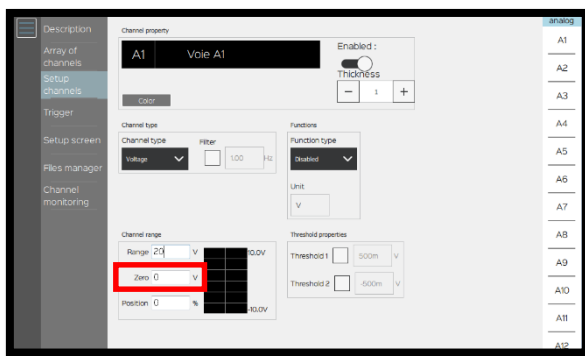 Description
Array of
channels
Setup
channels
Trigger
Setup screen
Files manager
Channel
monitoring
Channel property
A1 Voie A1
Enabled :
Thickness
− 1 +
Color
Channel type
Channel type Filter
Voltage 1.00 Hz
Functions
Function type
Disabled
Unit
V
Channel range
Range 20 V 10.0V
Zero 0 V
Position 0 % -10.0V
Threshold properties
Threshold 1 500m V
Threshold 2 -500m V
analog
A1
A2
A3
A4
A5
A6
A7
A8
A9
A10
A11
A12